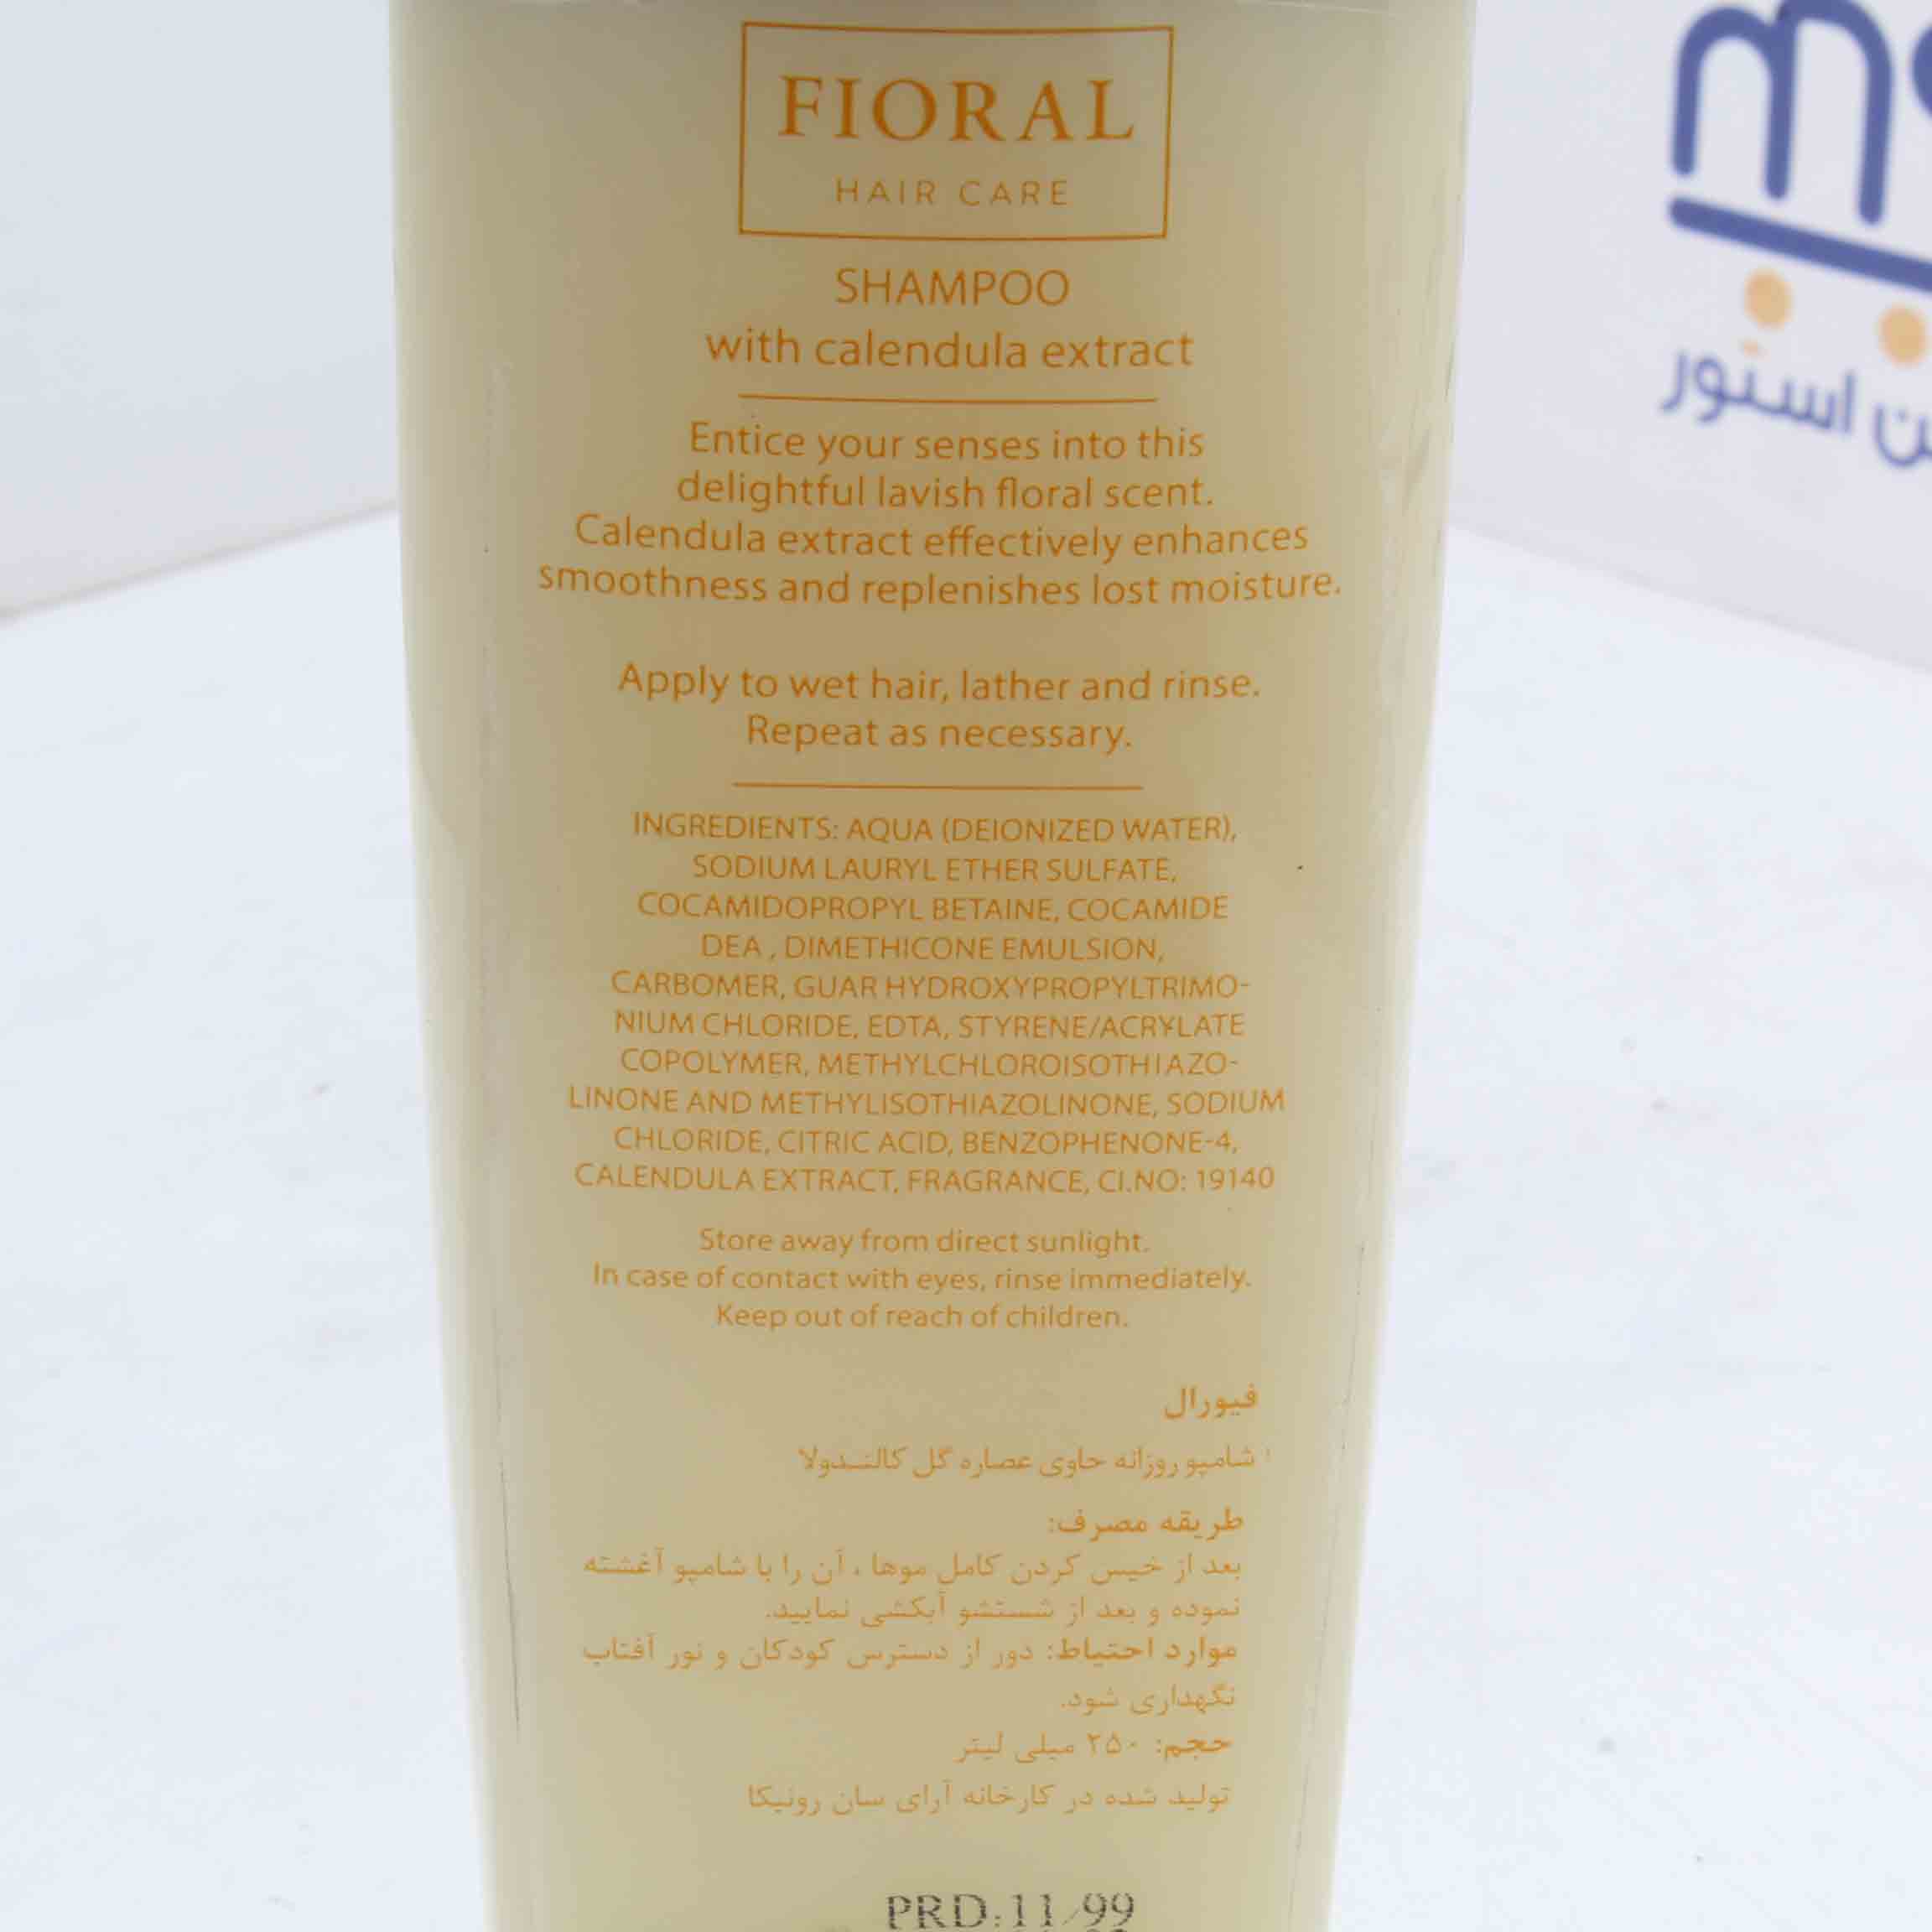 FIORAL
HAIR CARE
SHAMPOO
with calendula extract
Entice your senses into this
delightful lavish floral scent.
Calendula extract effectively enhances
smoothness and replenishes lost moisture.
Apply to wet hair, lather and rinse.
Repeat as necessary.
INGREDIENTS: AQUA (DEIONIZED WATER),
SODIUM LAURYL ETHER SULFATE,
COCAMIDOPROPYL BETAINE, COCAMIDE
DEA , DIMETHICONE EMULSION,
CARBOMER, GUAR HYDROXYPROPYLTRIMO-
NIUM CHLORIDE, EDTA, STYRENE/ACRYLATE
COPOLYMER, METHYLCHLOROISOTHIAZO-
LINONE AND METHYLISOTHIAZOLINONE, SODIUM
CHLORIDE, CITRIC ACID, BENZOPHENONE-4,
CALENDULA EXTRACT, FRAGRANCE, CI.NO: 19140
Store away from direct sunlight.
In case of contact with eyes, rinse immediately.
Keep out of reach of children.
فیورال
شامپو روزانه حاوی عصاره گل کالندولا
طریقه مصرف:
بعد از خیس کردن کامل موها ، آن را با شامپو آغشته
نموده و بعد از شستشو آبکشی نمایید.
موارد احتیاط: دور از دسترس کودکان و نور آفتاب
نگهداری شود.
حجم: ۲۵۰ میلی لیتر
تولید شده در کارخانه آرای سان رونیکا
PRD.11/99
استور